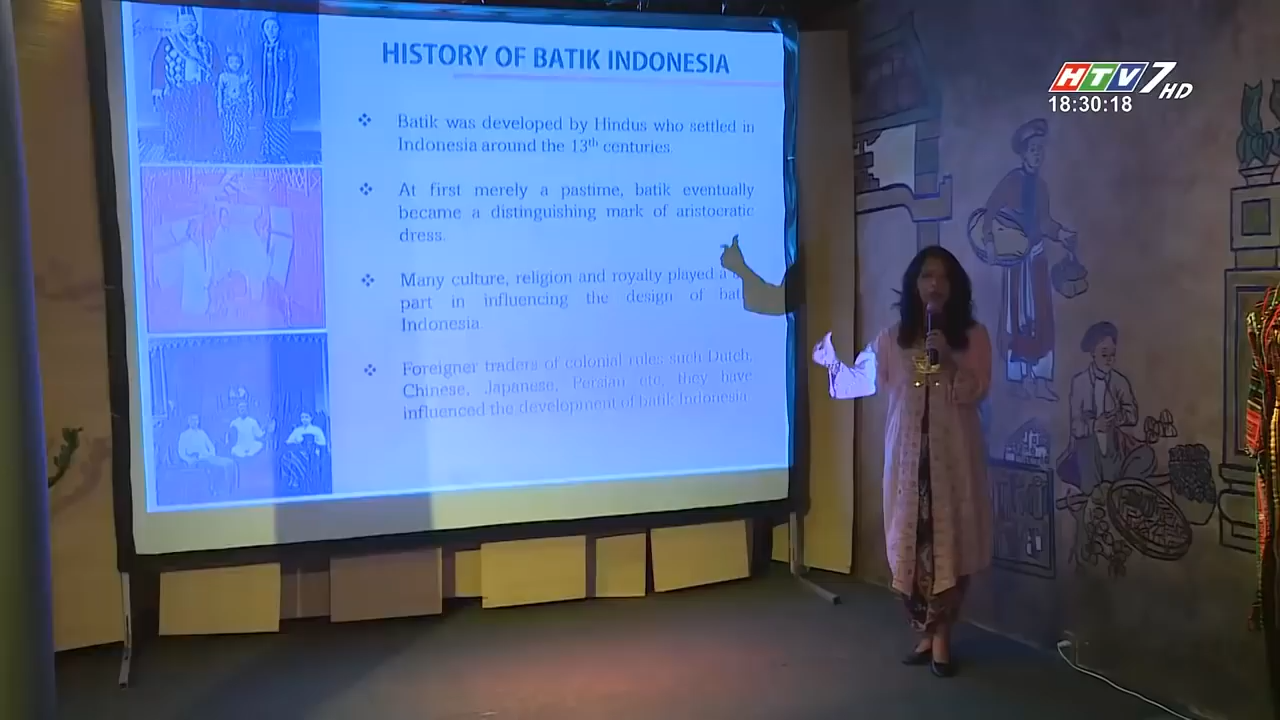 HISTORY OF BATIK INDONESIA
HTV7 HD
18:30:18
❖ Batik was developed by Hindus who settled in
Indonesia around the 13th centuries.
❖ At first merely a pastime, batik eventually
became a distinguishing mark of aristocratic
dress.
❖ Many culture, religion and royalty played a
part in influencing the design of
Indonesia
❖ Foreigner traders of colonial rules such Dutch,
Chinese, Japanese, Persian etc, they have
influenced the development of batik Indonesia.